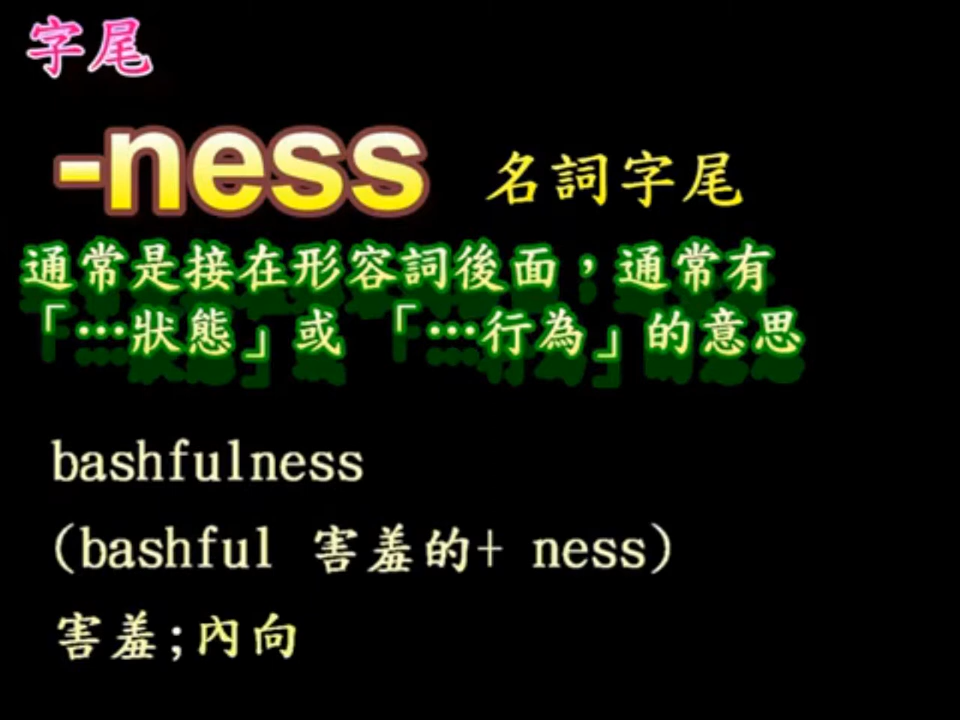 字尾
-ness 名詞字尾
通常是接在形容詞後面，通常有
「…狀態」或 「…行為」的意思
bashfulness
(bashful 害羞的+ ness)
害羞;內向